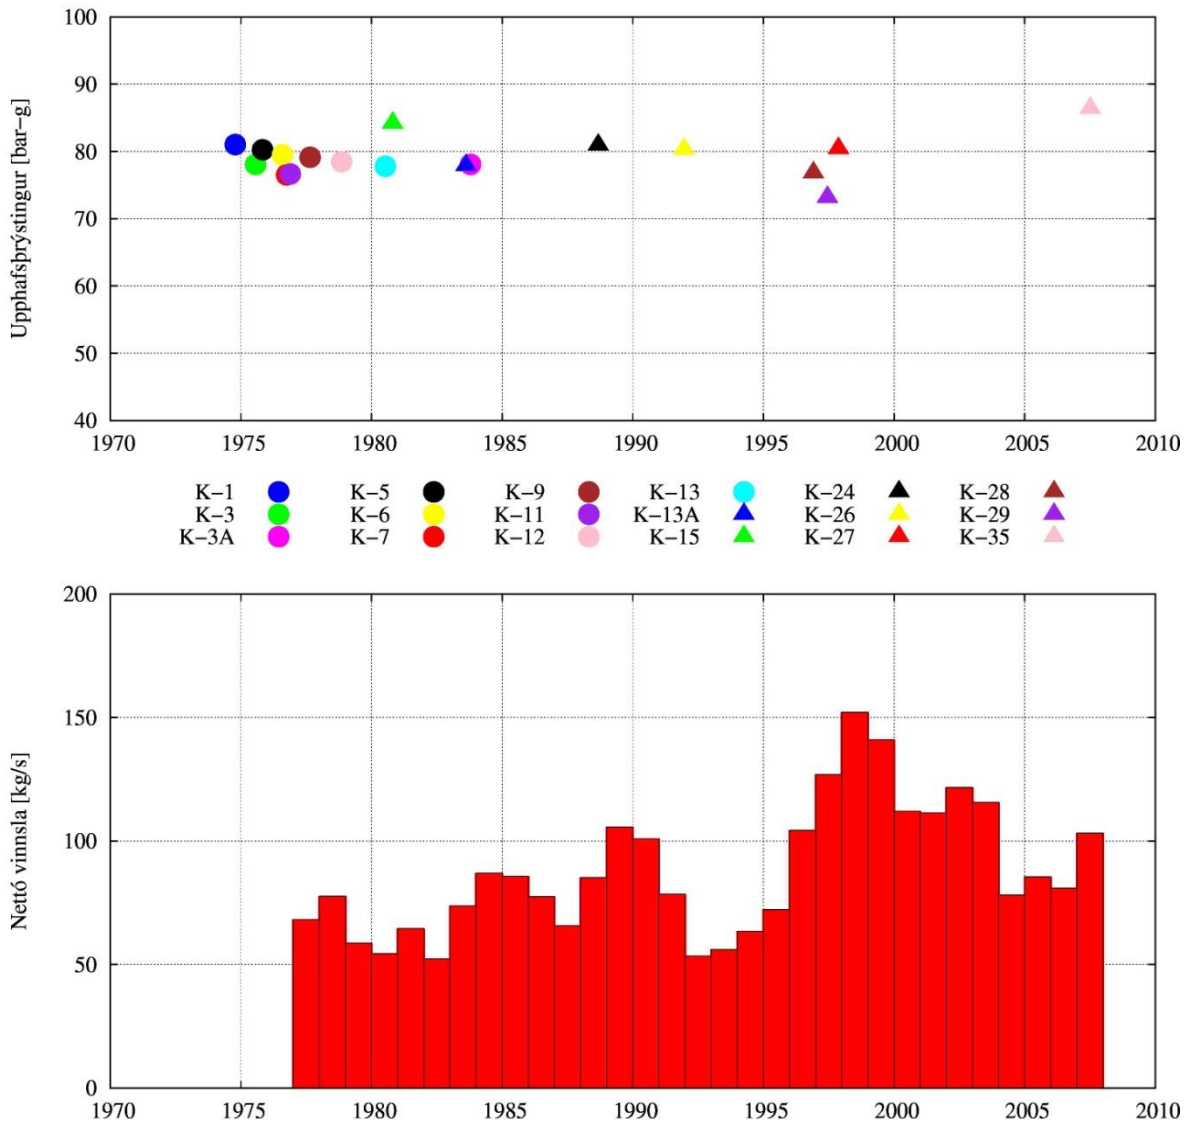 100
90
80
70
60
50
40
Upphafsþrýstingur [bar–g]
1970 1975 1980 1985 1990 1995 2000 2005 2010
K–1 K–5 K–9 K–13 K–24 K–28
K–3 K–6 K–11 K–13A K–26 K–29
K–3A K–7 K–12 K–15 K–27 K–35
200
150
100
50
0
Nettó vinnsla [kg/s]
1970 1975 1980 1985 1990 1995 2000 2005 2010